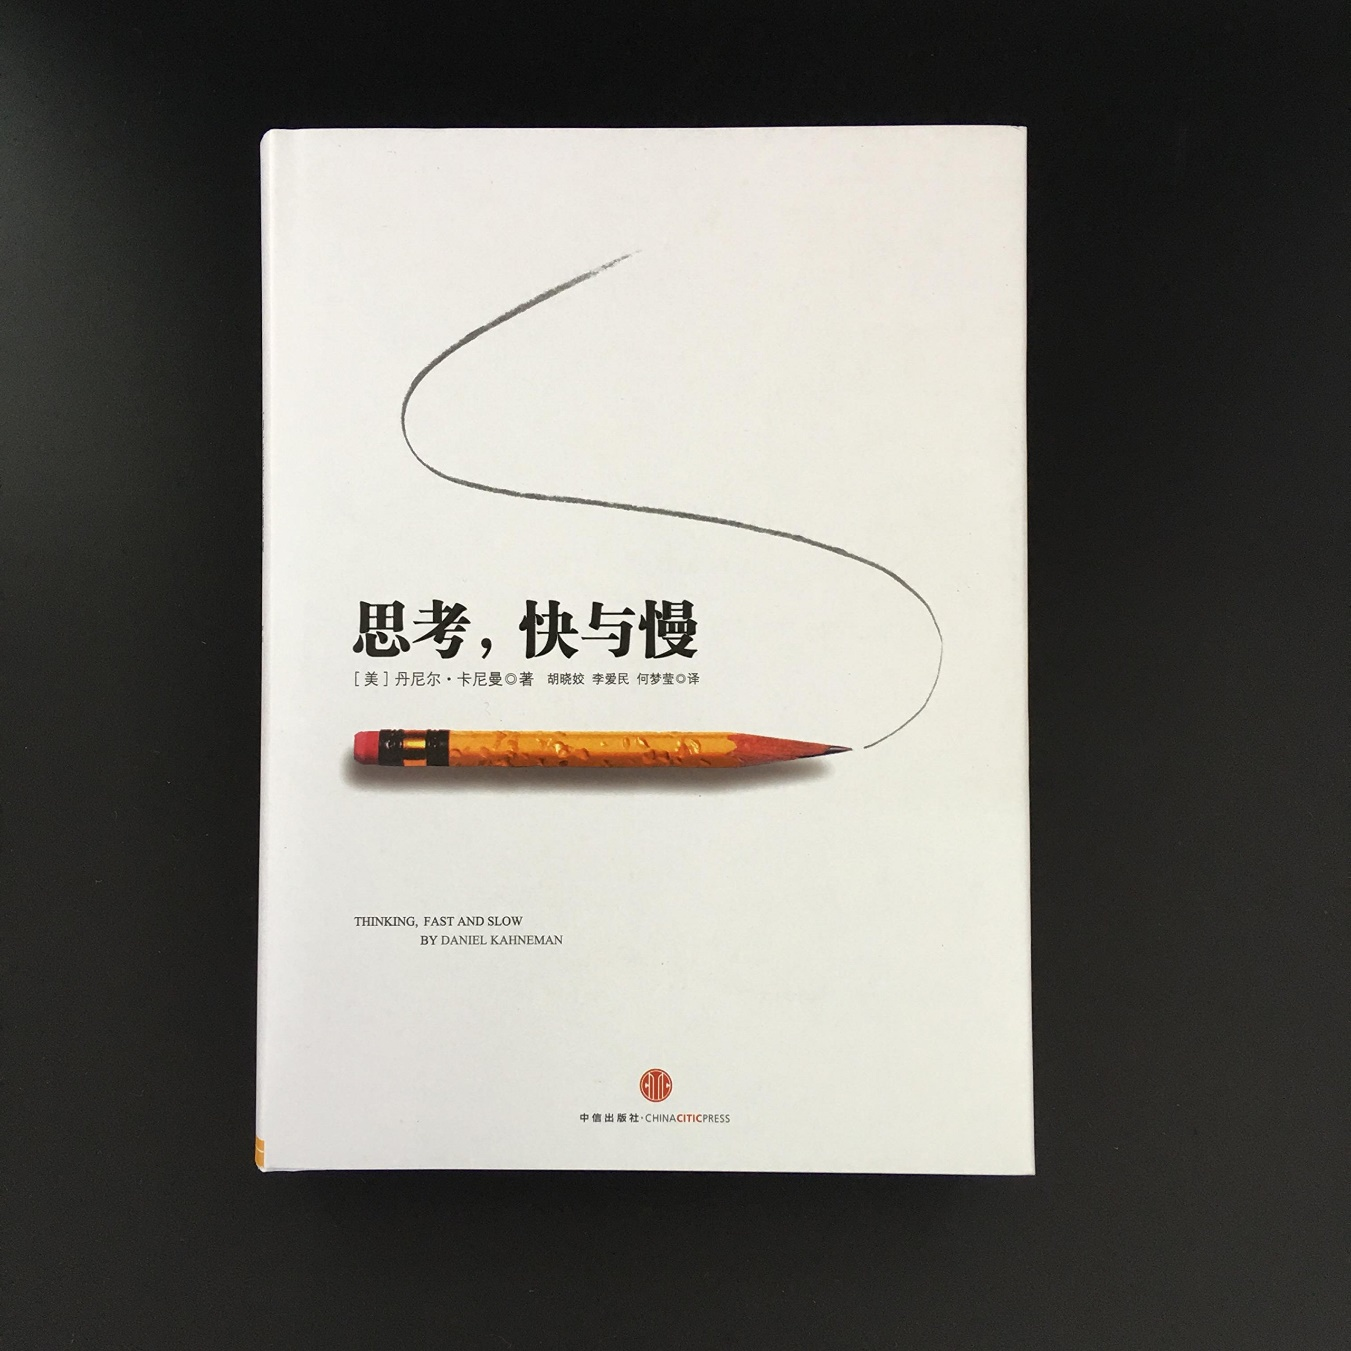 思考，快与慢
［美］丹尼尔·卡尼曼◎著 胡晓姣 李爱民 何梦莹◎译
THINKING, FAST AND SLOW
BY DANIEL KAHNEMAN
中信出版社·CHINACITICPRESS